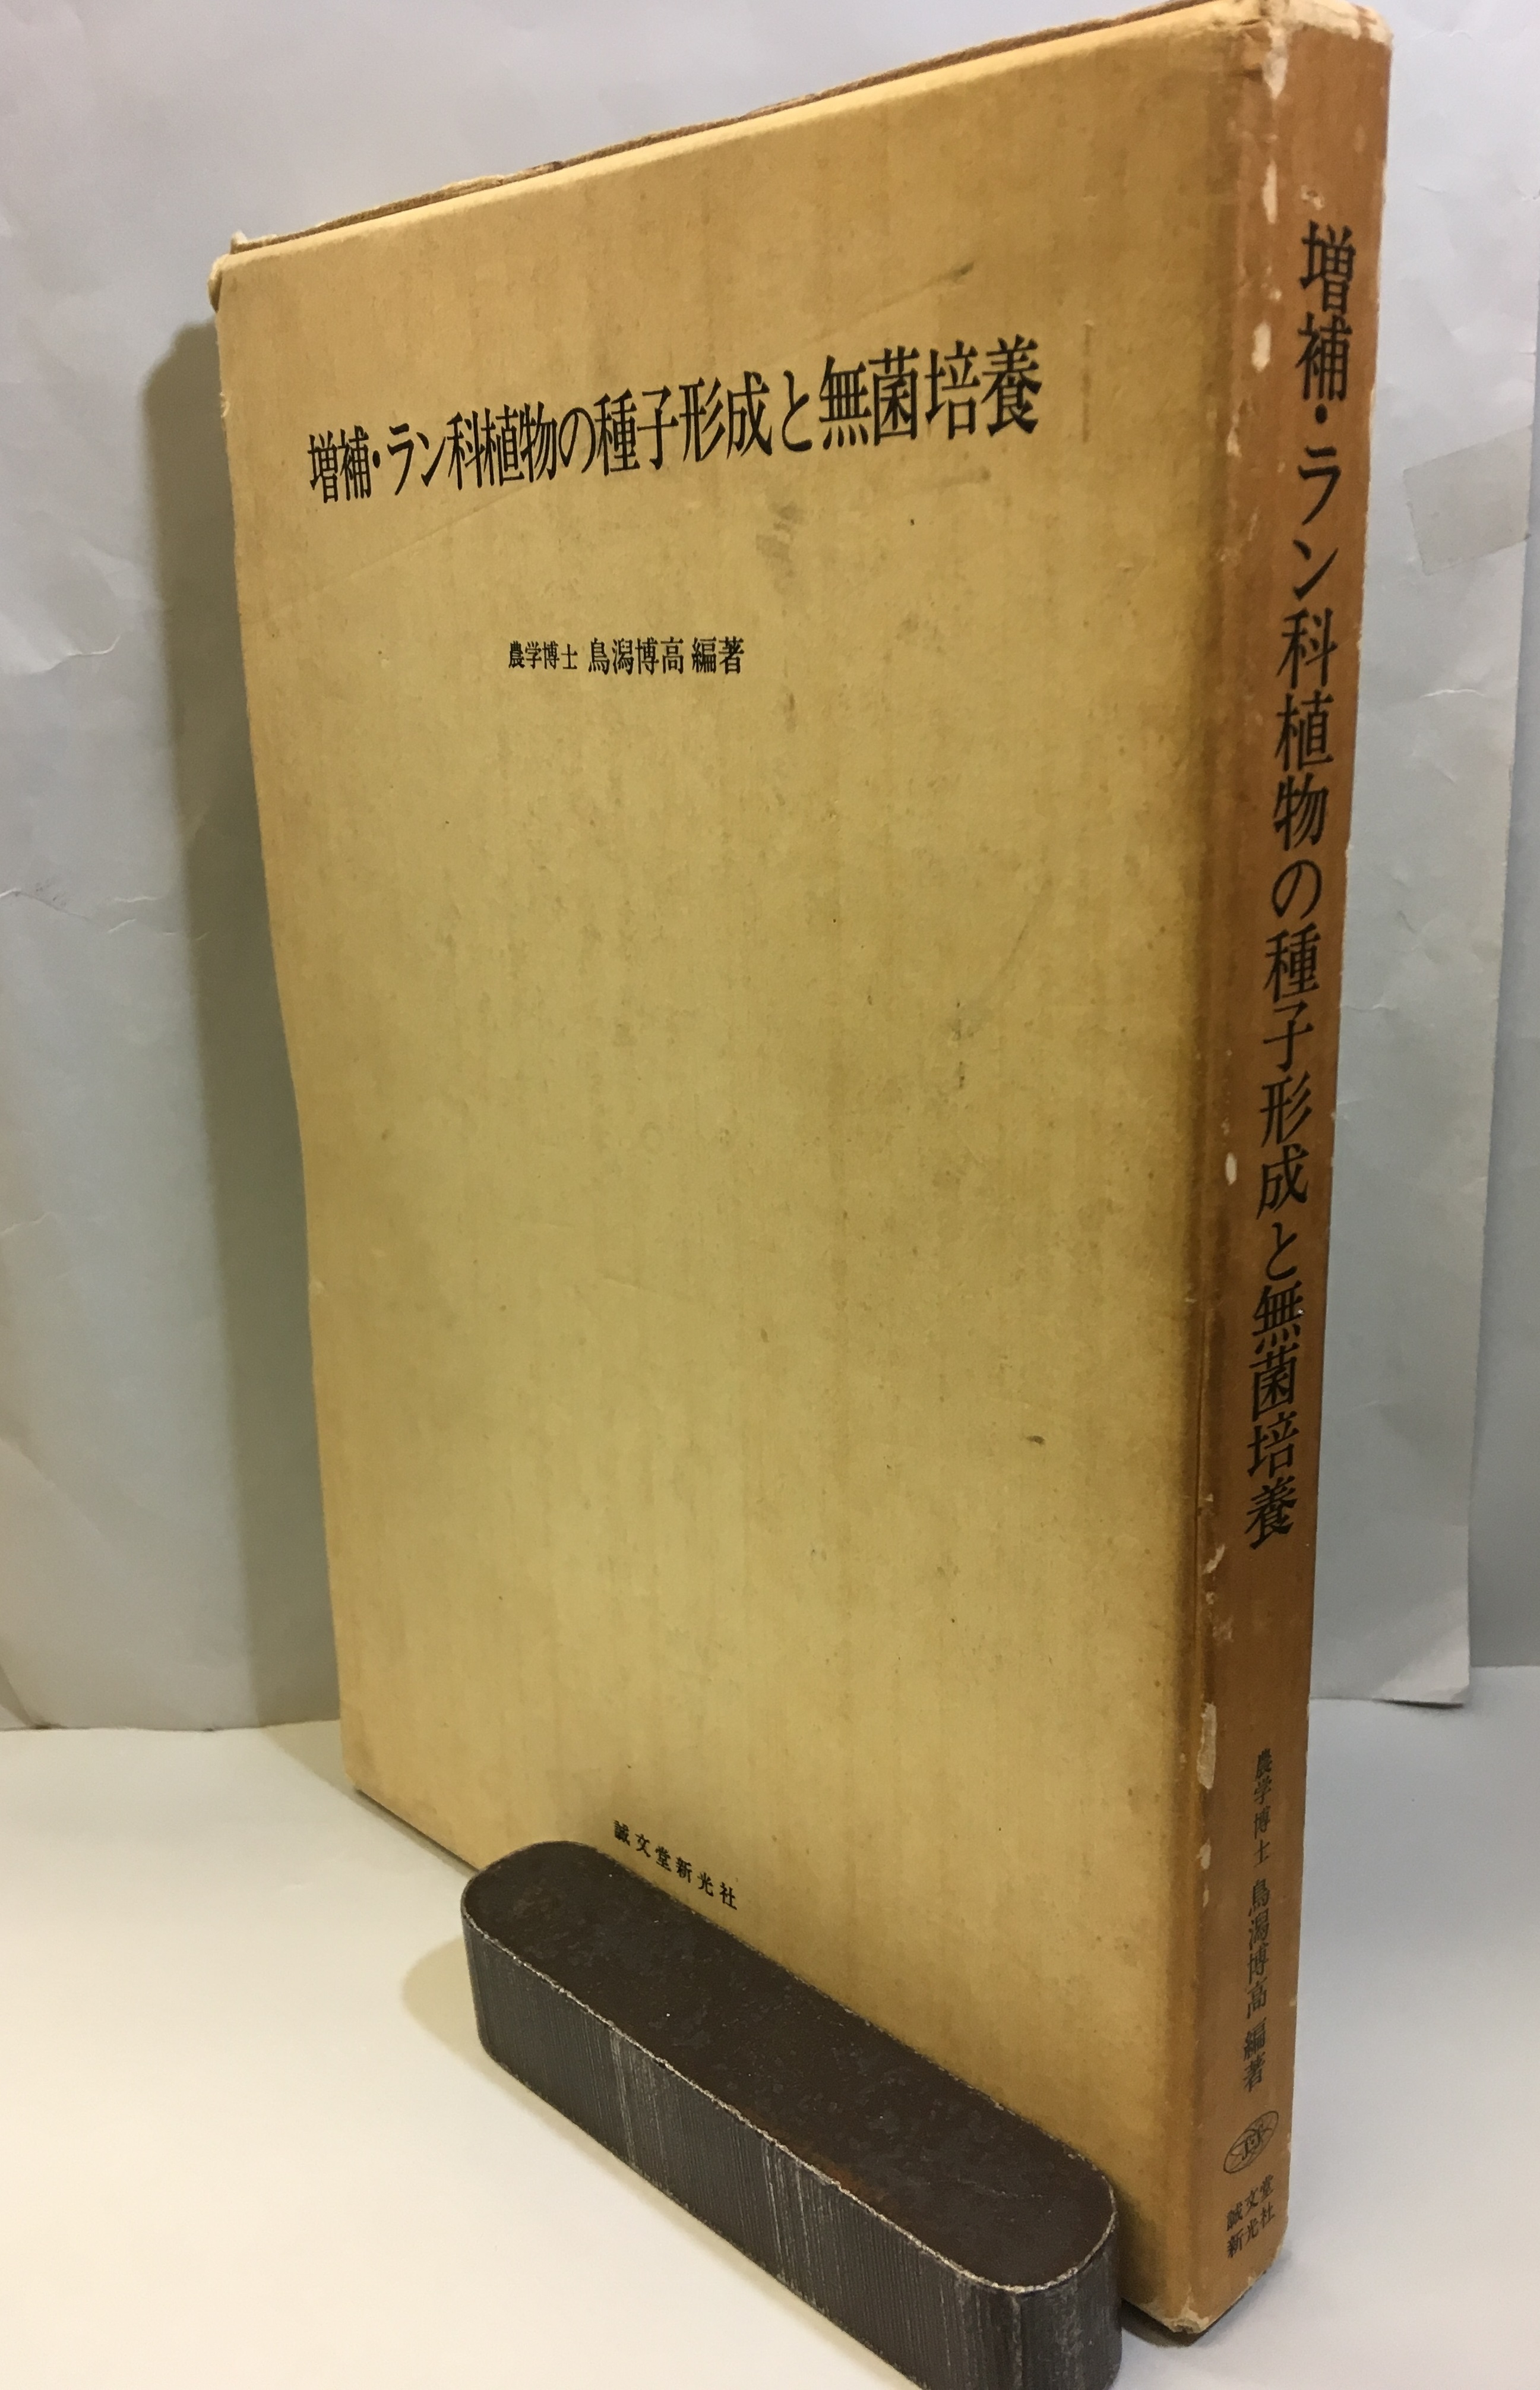 増補・ラン科植物の種子形成と無菌培養
農学博士 鳥潟博高 編著
誠文堂新光社
増補・ラン科植物の種子形成と無菌培養
農学博士 鳥潟博高 編著
誠文堂
新光社